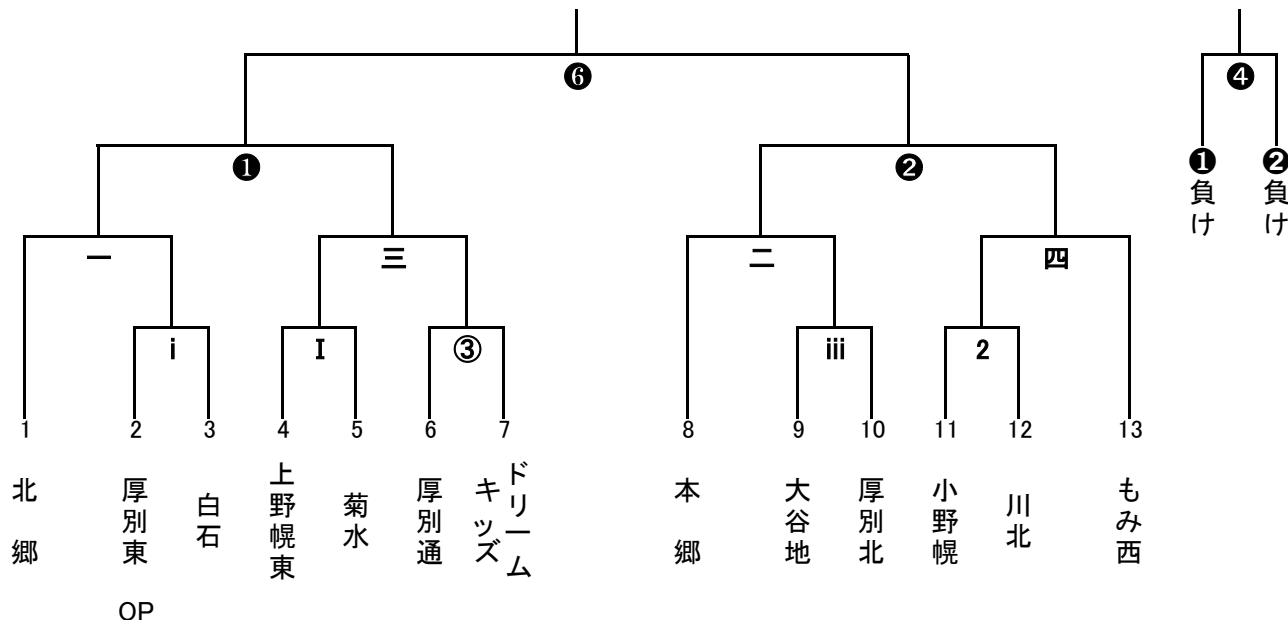 ❻
❹
❶
❷
❶負け
❷負け
一
三
二
四
i
I
③
iii
2
1
2
3
4
5
6
7
8
9
10
11
12
13
北郷
厚別東
白石
上野幌東
菊水
厚別通
ドリーム
キッズ
本郷
大谷地
厚別北
小野幌
川北
もみ西
OP